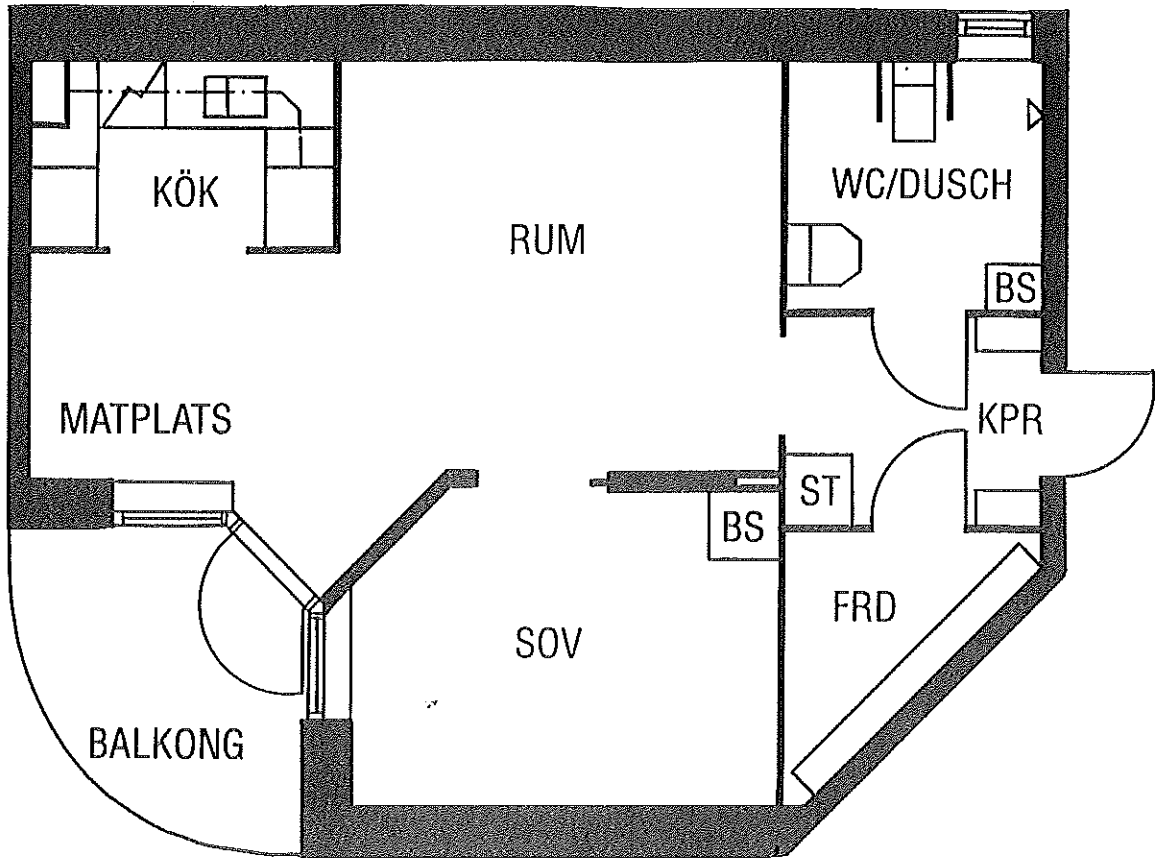 KÖK
WC/DUSCH
RUM
BS
MATPLATS
KPR
ST
BS
FRD
SOV
BALKONG